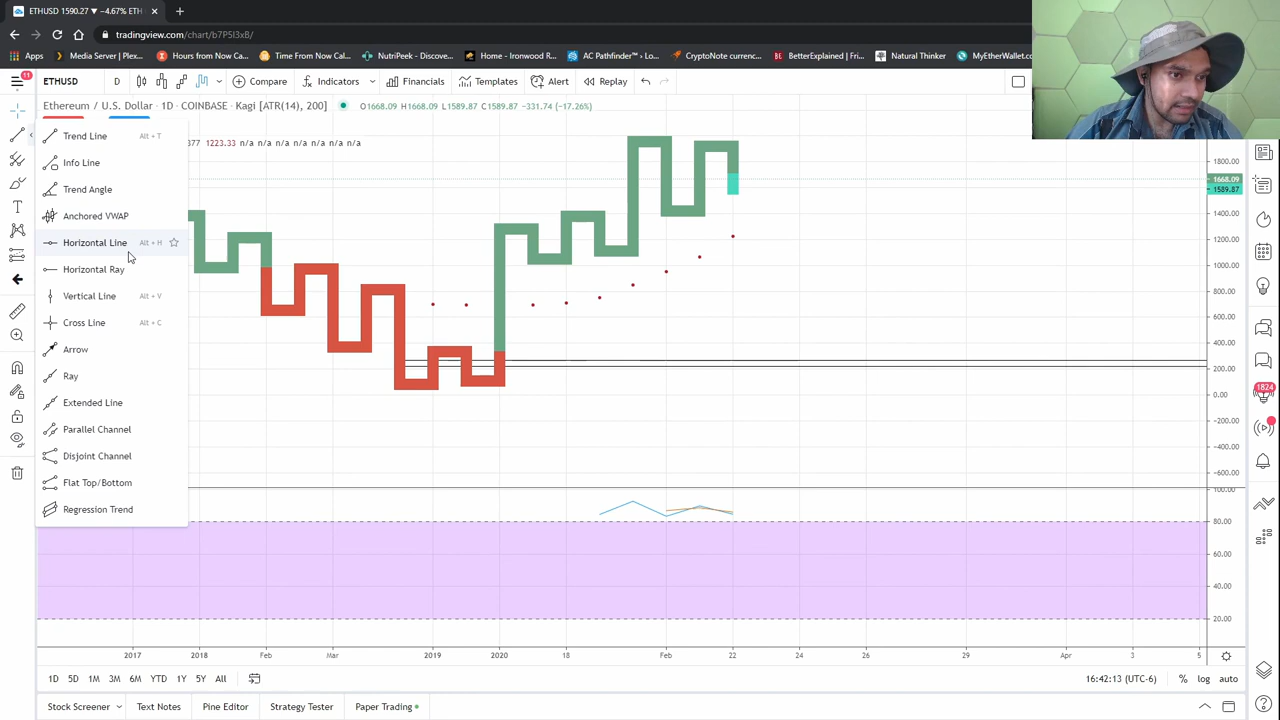 ETHUSD 1590.27 ▼ −4.67% ETH
tradingview.com/chart/b7P5I3xB/
Apps
Media Server | Plex...
Hours from Now Cal...
Time From Now Cal...
NutriPeek - Discove...
Home - Ironwood R...
AC Pathfinder™ › Lo...
CryptoNote currenc...
BetterExplained | Fri...
Natural Thinker
MyEtherWallet.com
11
ETHUSD
D
Compare
Indicators
Financials
Templates
Alert
Replay
Ethereum / U.S. Dollar · 1D · COINBASE · Kagi [ATR(14), 200]
O1668.09 H1668.09 L1589.87 C1589.87 −331.74 (−17.26%)
377 1223.33 n/a n/a n/a n/a n/a n/a n/a
Trend Line Alt + T
Info Line
Trend Angle
Anchored VWAP
Horizontal Line Alt + H
Horizontal Ray
Vertical Line Alt + V
Cross Line Alt + C
Arrow
Ray
Extended Line
Parallel Channel
Disjoint Channel
Flat Top/Bottom
Regression Trend
1800.00
1668.09
1589.87
1400.00
1200.00
1000.00
800.00
600.00
400.00
200.00
0.00
−200.00
−400.00
−600.00
100.00
80.00
60.00
40.00
20.00
1824
2017 2018 Feb Mar 2019 2020 18 Feb 22 24 26 29 Apr 3 5
1D 5D 1M 3M 6M YTD 1Y 5Y All
16:42:13 (UTC-6) % log auto
Stock Screener
Text Notes
Pine Editor
Strategy Tester
Paper Trading